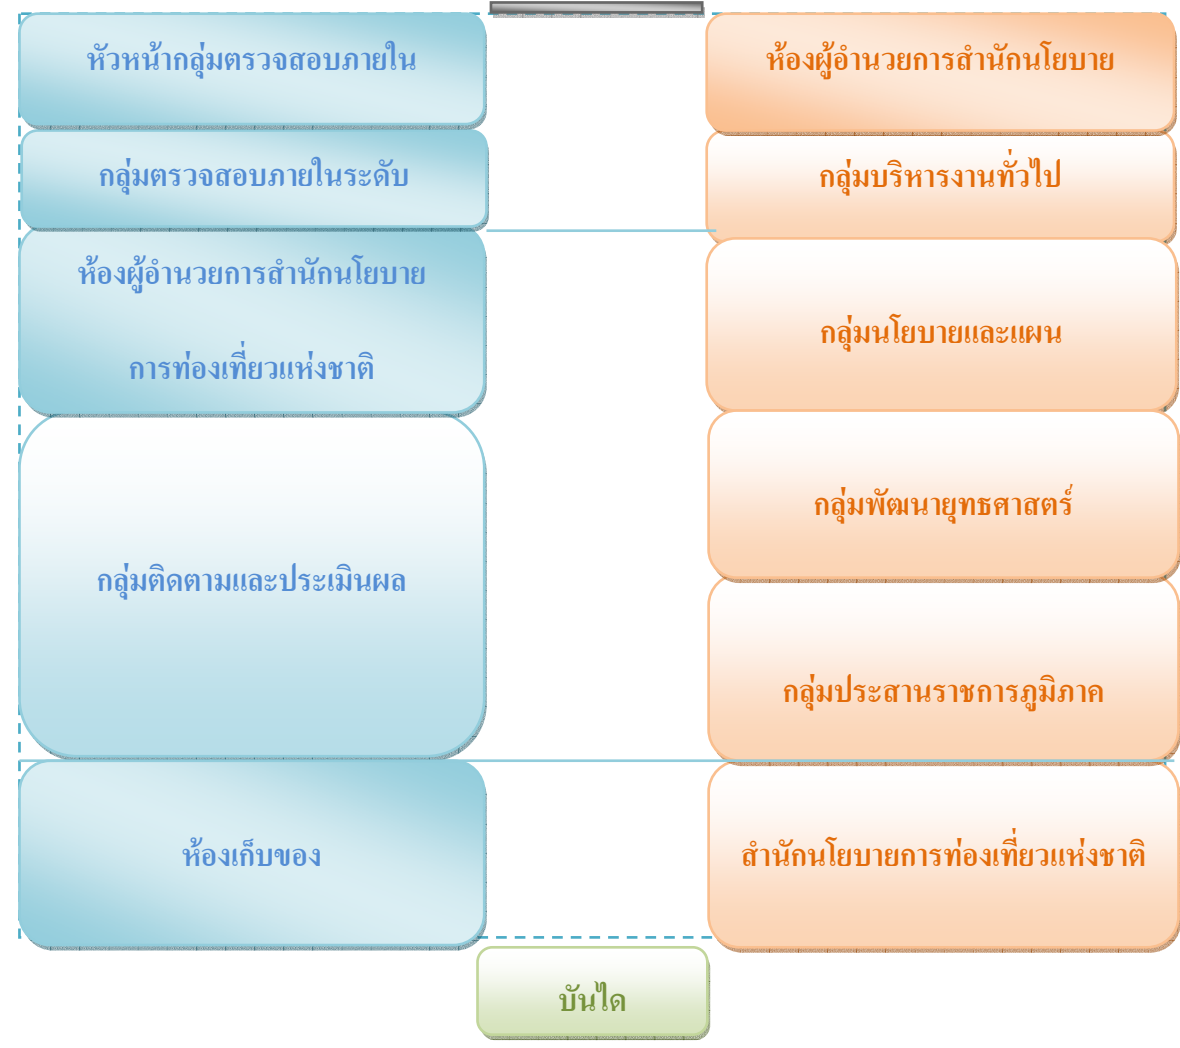 หัวหน้ากลุ่มตรวจสอบภายใน
กลุ่มตรวจสอบภายในระดับ
ห้องผู้อำนวยการสำนักนโยบาย
การท่องเที่ยวแห่งชาติ
กลุ่มติดตามและประเมินผล
ห้องเก็บของ
ห้องผู้อำนวยการสำนักนโยบาย
กลุ่มบริหารงานทั่วไป
กลุ่มนโยบายและแผน
กลุ่มพัฒนายุทธศาสตร์
กลุ่มประสานราชการภูมิภาค
สำนักนโยบายการท่องเที่ยวแห่งชาติ
บันได